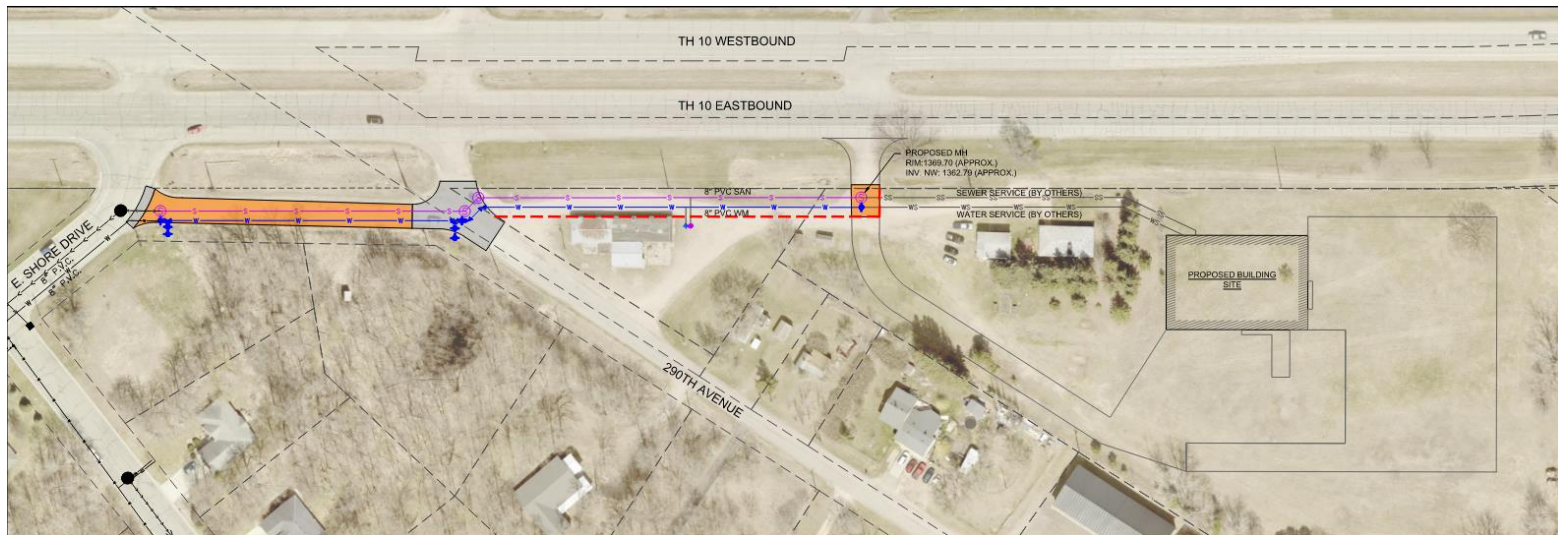 TH 10 WESTBOUND
TH 10 EASTBOUND
PROPOSED MH
RIM:1369.70 (APPROX.)
INV. NW: 1362.79 (APPROX.)
8" PVC SAN
SEWER SERVICE (BY OTHERS)
8" PVC WM
WATER SERVICE (BY OTHERS)
E. SHORE DRIVE
8" P.V.C.
8" P.V.C.
PROPOSED BUILDING
SITE
290TH AVENUE